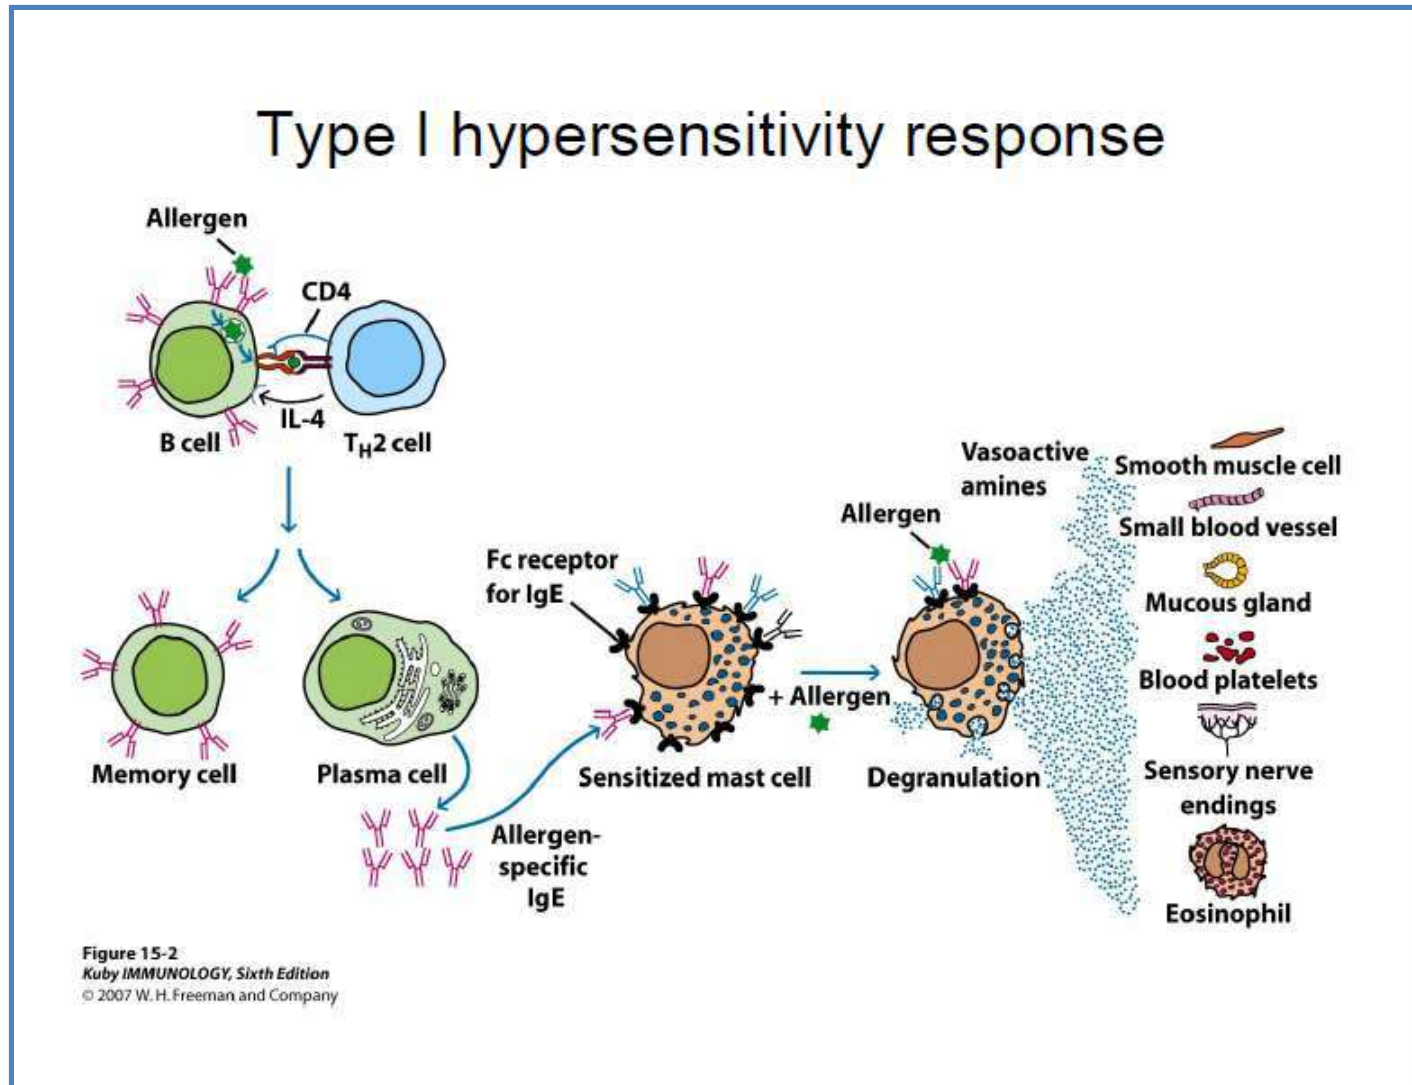 Type I hypersensitivity response
Allergen
CD4
IL-4
B cell
TH2 cell
Memory cell
Plasma cell
Allergen-
specific
IgE
Fc receptor
for IgE
Sensitized mast cell
+ Allergen
Allergen
Degranulation
Vasoactive
amines
Smooth muscle cell
Small blood vessel
Mucous gland
Blood platelets
Sensory nerve
endings
Eosinophil
Figure 15-2
Kuby IMMUNOLOGY, Sixth Edition
© 2007 W. H. Freeman and Company